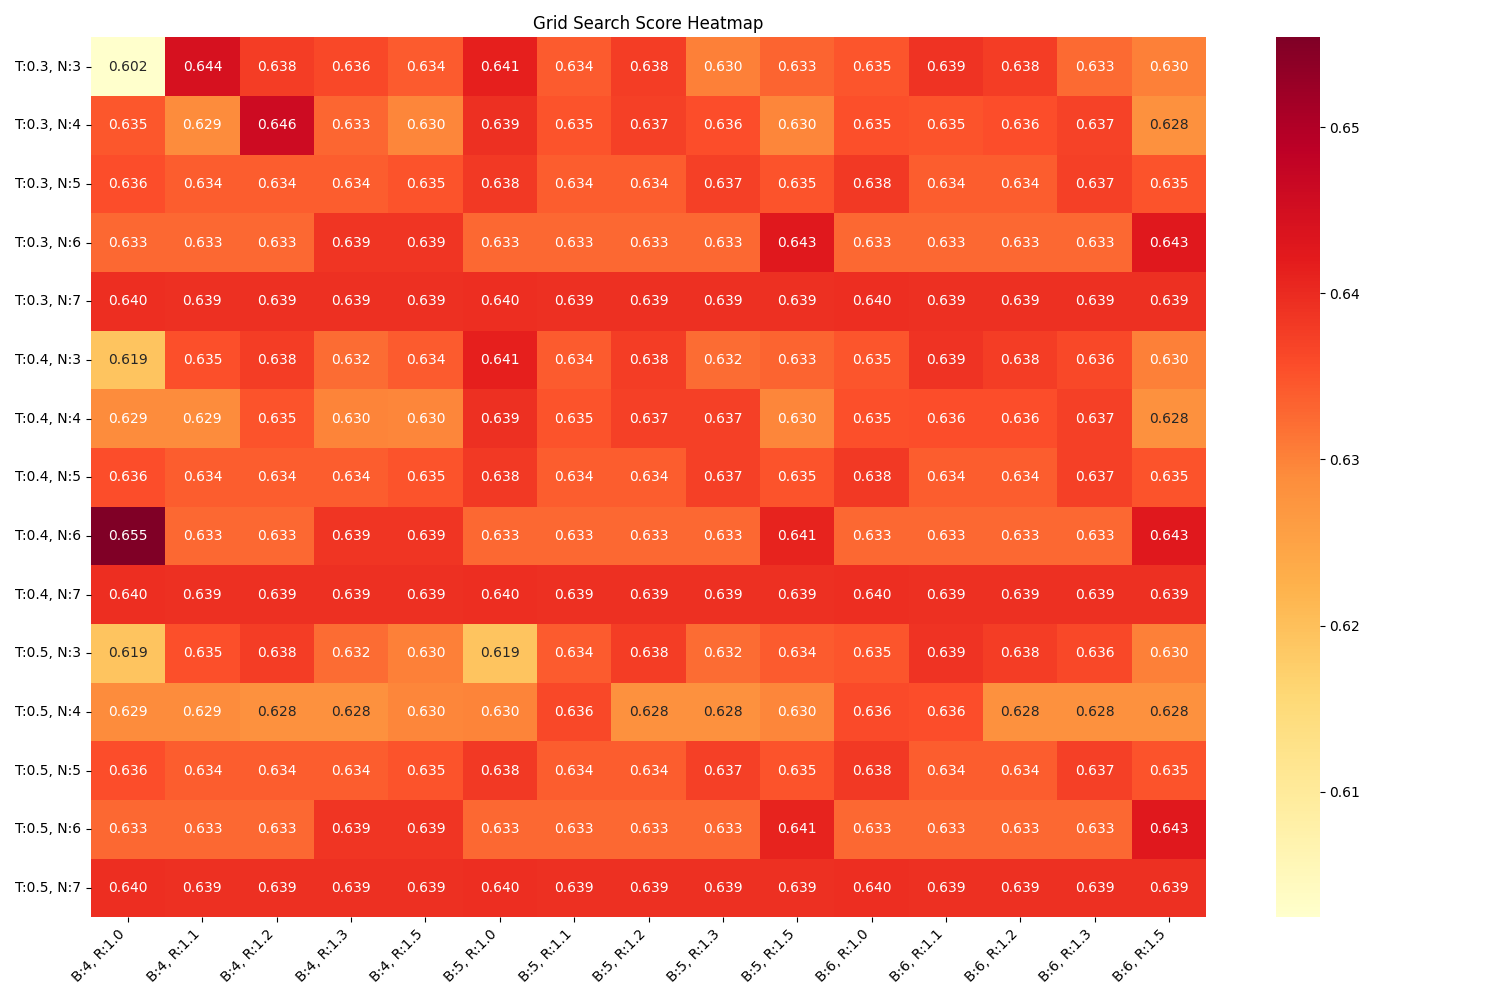 Grid Search Score Heatmap
T:0.3, N:3 0.602 0.644 0.638 0.636 0.634 0.641 0.634 0.638 0.630 0.633 0.635 0.639 0.638 0.633 0.630
T:0.3, N:4 0.635 0.629 0.646 0.633 0.630 0.639 0.635 0.637 0.636 0.630 0.635 0.635 0.636 0.637 0.628
T:0.3, N:5 0.636 0.634 0.634 0.634 0.635 0.638 0.634 0.634 0.637 0.635 0.638 0.634 0.634 0.637 0.635
T:0.3, N:6 0.633 0.633 0.633 0.639 0.639 0.633 0.633 0.633 0.633 0.643 0.633 0.633 0.633 0.633 0.643
T:0.3, N:7 0.640 0.639 0.639 0.639 0.639 0.640 0.639 0.639 0.639 0.639 0.640 0.639 0.639 0.639 0.639
T:0.4, N:3 0.619 0.635 0.638 0.632 0.634 0.641 0.634 0.638 0.632 0.633 0.635 0.639 0.638 0.636 0.630
T:0.4, N:4 0.629 0.629 0.635 0.630 0.630 0.639 0.635 0.637 0.637 0.630 0.635 0.636 0.636 0.637 0.628
T:0.4, N:5 0.636 0.634 0.634 0.634 0.635 0.638 0.634 0.634 0.637 0.635 0.638 0.634 0.634 0.637 0.635
T:0.4, N:6 0.655 0.633 0.633 0.639 0.639 0.633 0.633 0.633 0.633 0.641 0.633 0.633 0.633 0.633 0.643
T:0.4, N:7 0.640 0.639 0.639 0.639 0.639 0.640 0.639 0.639 0.639 0.639 0.640 0.639 0.639 0.639 0.639
T:0.5, N:3 0.619 0.635 0.638 0.632 0.630 0.619 0.634 0.638 0.632 0.634 0.635 0.639 0.638 0.636 0.630
T:0.5, N:4 0.629 0.629 0.628 0.628 0.630 0.630 0.636 0.628 0.628 0.630 0.636 0.636 0.628 0.628 0.628
T:0.5, N:5 0.636 0.634 0.634 0.634 0.635 0.638 0.634 0.634 0.637 0.635 0.638 0.634 0.634 0.637 0.635
T:0.5, N:6 0.633 0.633 0.633 0.639 0.639 0.633 0.633 0.633 0.633 0.641 0.633 0.633 0.633 0.633 0.643
T:0.5, N:7 0.640 0.639 0.639 0.639 0.639 0.640 0.639 0.639 0.639 0.639 0.640 0.639 0.639 0.639 0.639
B:4, R:1.0 B:4, R:1.1 B:4, R:1.2 B:4, R:1.3 B:4, R:1.5 B:5, R:1.0 B:5, R:1.1 B:5, R:1.2 B:5, R:1.3 B:5, R:1.5 B:6, R:1.0 B:6, R:1.1 B:6, R:1.2 B:6, R:1.3 B:6, R:1.5
0.65
0.64
0.63
0.62
0.61